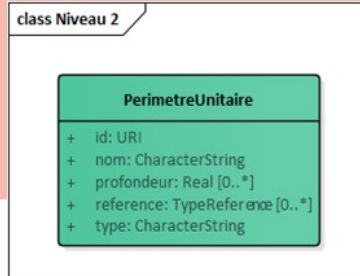 class Niveau 2
PerimetreUnitaire
+ id: URI
+ nom: CharacterString
+ profondeur: Real [0..*]
+ reference: TypeReference [0..*]
+ type: CharacterString